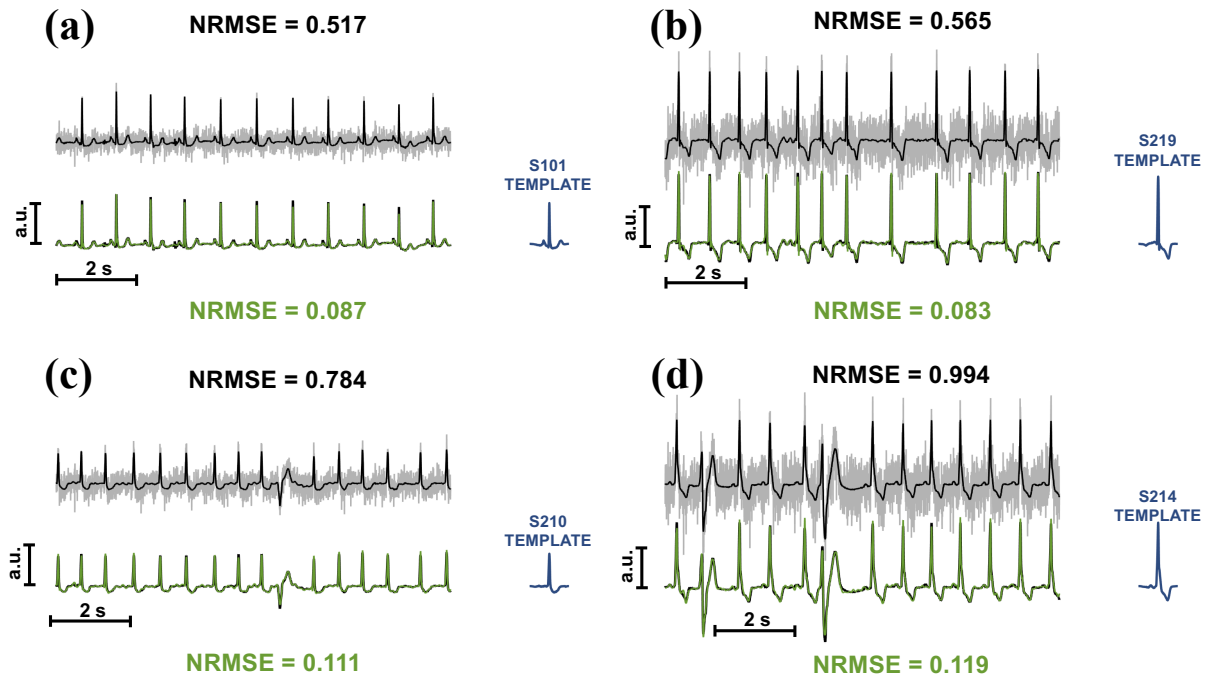 (a)
NRMSE = 0.517
S101
TEMPLATE
a.u.
2 s
NRMSE = 0.087
(b)
NRMSE = 0.565
S219
TEMPLATE
a.u.
2 s
NRMSE = 0.083
(c)
NRMSE = 0.784
S210
TEMPLATE
a.u.
2 s
NRMSE = 0.111
(d)
NRMSE = 0.994
S214
TEMPLATE
a.u.
2 s
NRMSE = 0.119